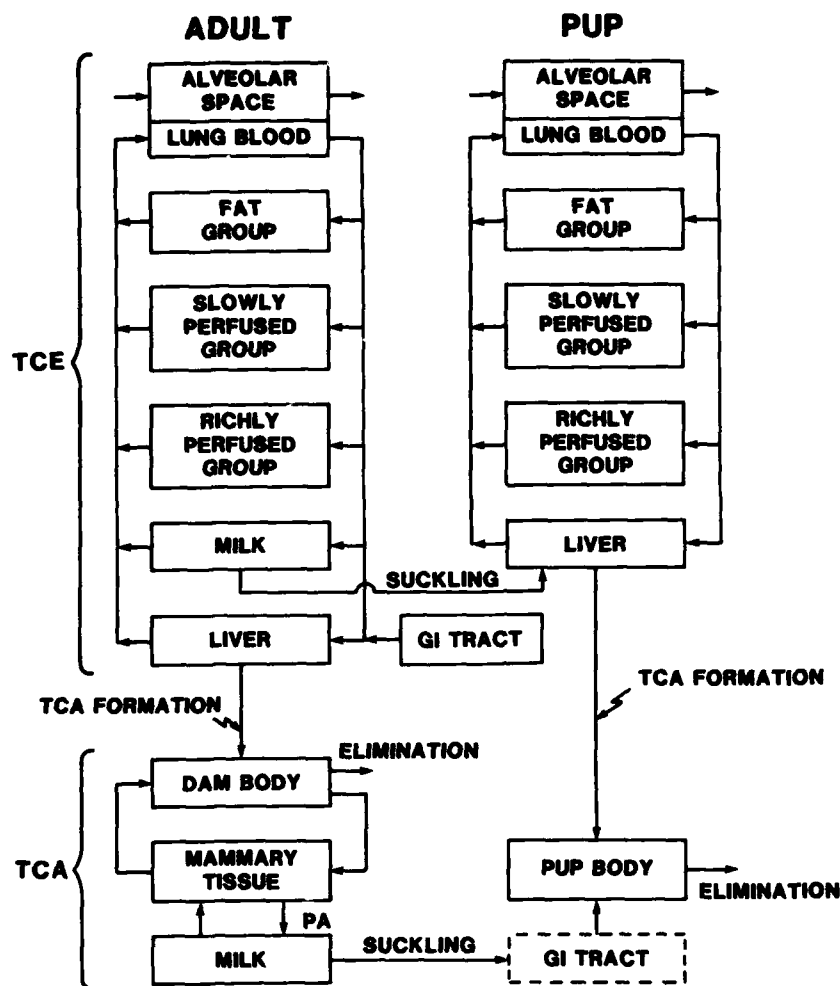 ADULT
PUP
ALVEOLAR
SPACE
LUNG BLOOD
FAT
GROUP
SLOWLY
PERFUSED
GROUP
RICHLY
PERFUSED
GROUP
MILK
LIVER
GI TRACT
TCE
ALVEOLAR
SPACE
LUNG BLOOD
FAT
GROUP
SLOWLY
PERFUSED
GROUP
RICHLY
PERFUSED
GROUP
LIVER
SUCKLING
TCA FORMATION
TCA FORMATION
DAM BODY
ELIMINATION
TCA
MAMMARY
TISSUE
PA
MILK
SUCKLING
PUP BODY
ELIMINATION
GI TRACT